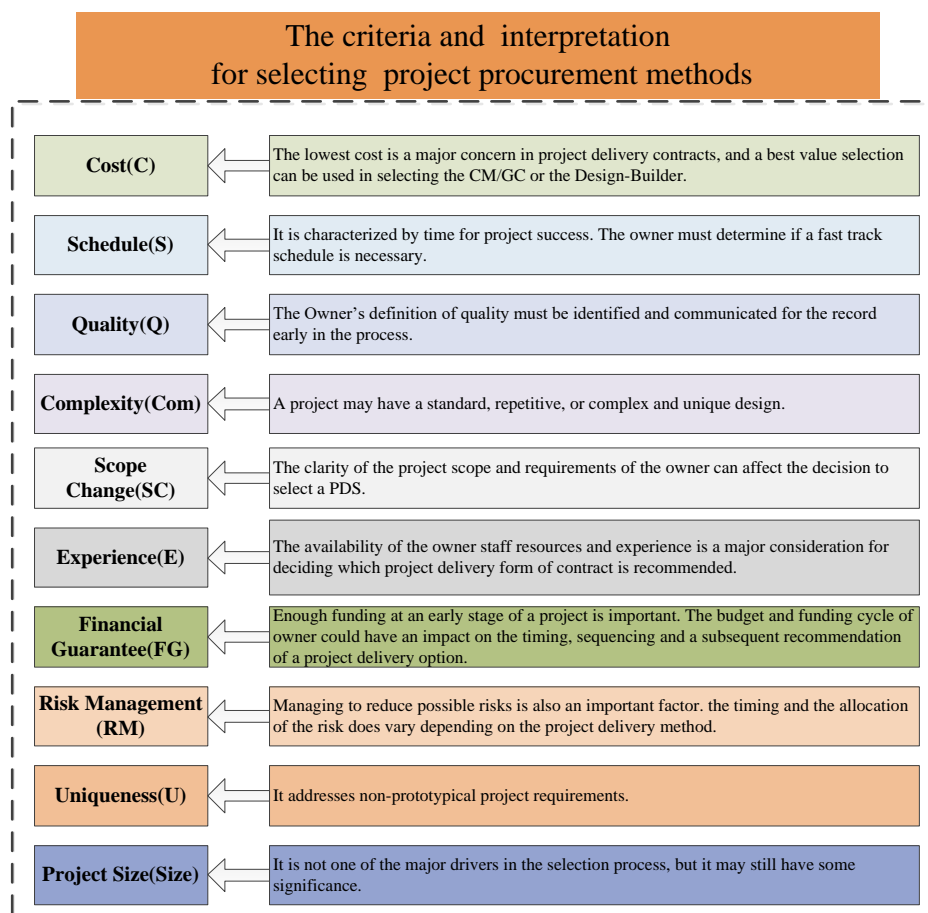 The criteria and interpretation
for selecting project procurement methods
Cost(C)
The lowest cost is a major concern in project delivery contracts, and a best value selection
can be used in selecting the CM/GC or the Design-Builder.
Schedule(S)
It is characterized by time for project success. The owner must determine if a fast track
schedule is necessary.
Quality(Q)
The Owner’s definition of quality must be identified and communicated for the record
early in the process.
Complexity(Com)
A project may have a standard, repetitive, or complex and unique design.
Scope
Change(SC)
The clarity of the project scope and requirements of the owner can affect the decision to
select a PDS.
Experience(E)
The availability of the owner staff resources and experience is a major consideration for
deciding which project delivery form of contract is recommended.
Financial
Guarantee(FG)
Enough funding at an early stage of a project is important. The budget and funding cycle of
owner could have an impact on the timing, sequencing and a subsequent recommendation
of a project delivery option.
Risk Management
(RM)
Managing to reduce possible risks is also an important factor. the timing and the allocation
of the risk does vary depending on the project delivery method.
Uniqueness(U)
It addresses non-prototypical project requirements.
Project Size(Size)
It is not one of the major drivers in the selection process, but it may still have some
significance.